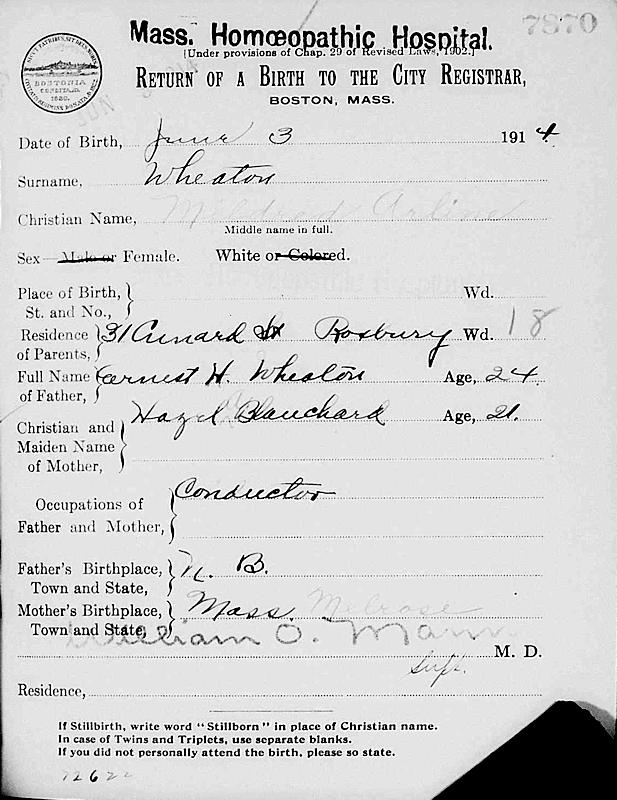 7870
Mass. Homœopathic Hospital.
[Under provisions of Chap. 29 of Revised Laws, 1902.]
BOSTONIA
CONDITA A.D.
1630.
RETURN OF A BIRTH TO THE CITY REGISTRAR,
BOSTON, MASS.
Date of Birth, June 3 1914
Surname, Wheaton
Christian Name, Mildred Arline
Middle name in full.
Sex—Male or Female. White or Colored.
Place of Birth, St. and No., Wd.
Residence of Parents, 31 Cunard St Roxbury Wd. 18
Full Name of Father, Ernest H. Wheaton Age, 24
Christian and Maiden Name of Mother, Hazel Blanchard Age, 21.
Occupations of Father and Mother, Conductor
Father's Birthplace, Town and State, N. B.
Mother's Birthplace, Town and State, Mass. Melrose
William O. Mann
M. D.
Supt.
Residence,
If Stillbirth, write word "Stillborn" in place of Christian name.
In case of Twins and Triplets, use separate blanks.
If you did not personally attend the birth, please so state.